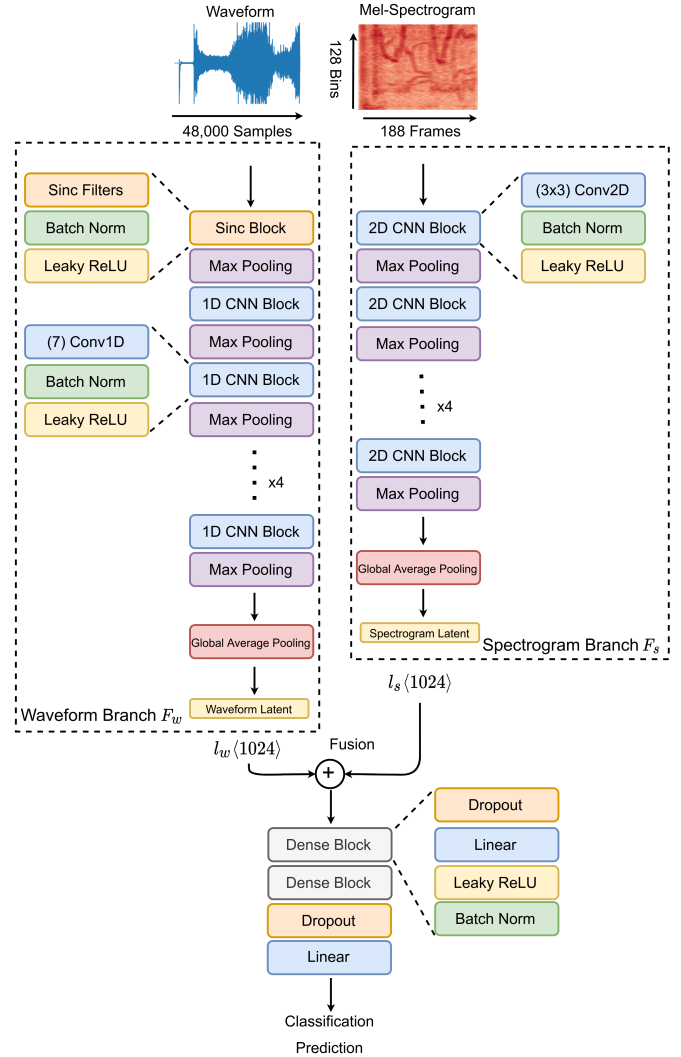 Waveform
Mel-Spectrogram
128 Bins
48,000 Samples
188 Frames
Sinc Filters
Batch Norm
Leaky ReLU
(7) Conv1D
Batch Norm
Leaky ReLU
Sinc Block
Max Pooling
1D CNN Block
Max Pooling
1D CNN Block
Max Pooling
x4
1D CNN Block
Max Pooling
Global Average Pooling
Waveform Latent
Waveform Branch F_w
2D CNN Block
Max Pooling
2D CNN Block
Max Pooling
x4
2D CNN Block
Max Pooling
Global Average Pooling
Spectrogram Latent
(3x3) Conv2D
Batch Norm
Leaky ReLU
Spectrogram Branch F_s
l_s⟨1024⟩
l_w⟨1024⟩
Fusion
+
Dense Block
Dense Block
Dropout
Linear
Dropout
Linear
Leaky ReLU
Batch Norm
Classification
Prediction